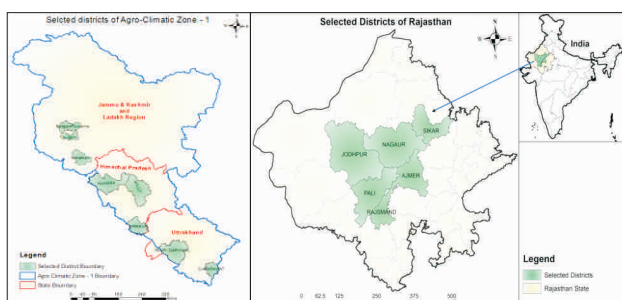 Selcted districts of Agro-Climatic Zone - 1
Jammu & Kashmir
and
Ladakh Region
Himachal Pradesh
Uttrakhand
Legend
Selected District Boundary
Agro Climatic Zone - 1 Boundary
State Boundary
Selected Districts of Rajasthan
SIKAR
NAGAUR
JODHPUR
AJMER
PALI
RAJSMAND
0 62.5 125 250 375 500
India
Legend
Selected Districts
Rajasthan State